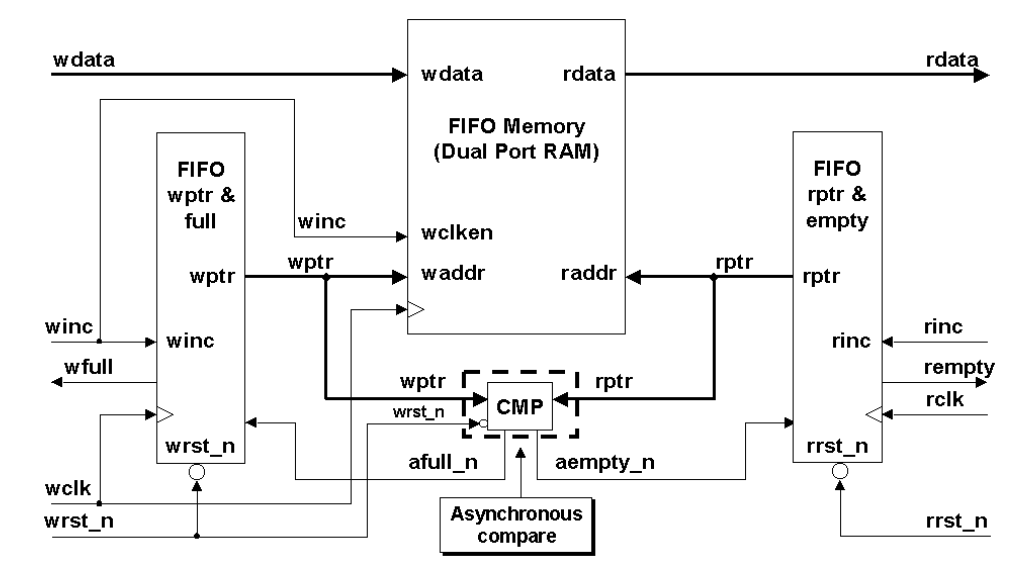 wdata
rdata
wdata
rdata
FIFO Memory
(Dual Port RAM)
FIFO
wptr &
full
FIFO
rptr &
empty
winc
wclken
wptr
wptr
waddr
raddr
rptr
rptr
winc
winc
rinc
rinc
wfull
rempty
wptr
rptr
CMP
wrst_n
rclk
wrst_n
rrst_n
afull_n
aempty_n
wclk
Asynchronous
compare
wrst_n
rrst_n